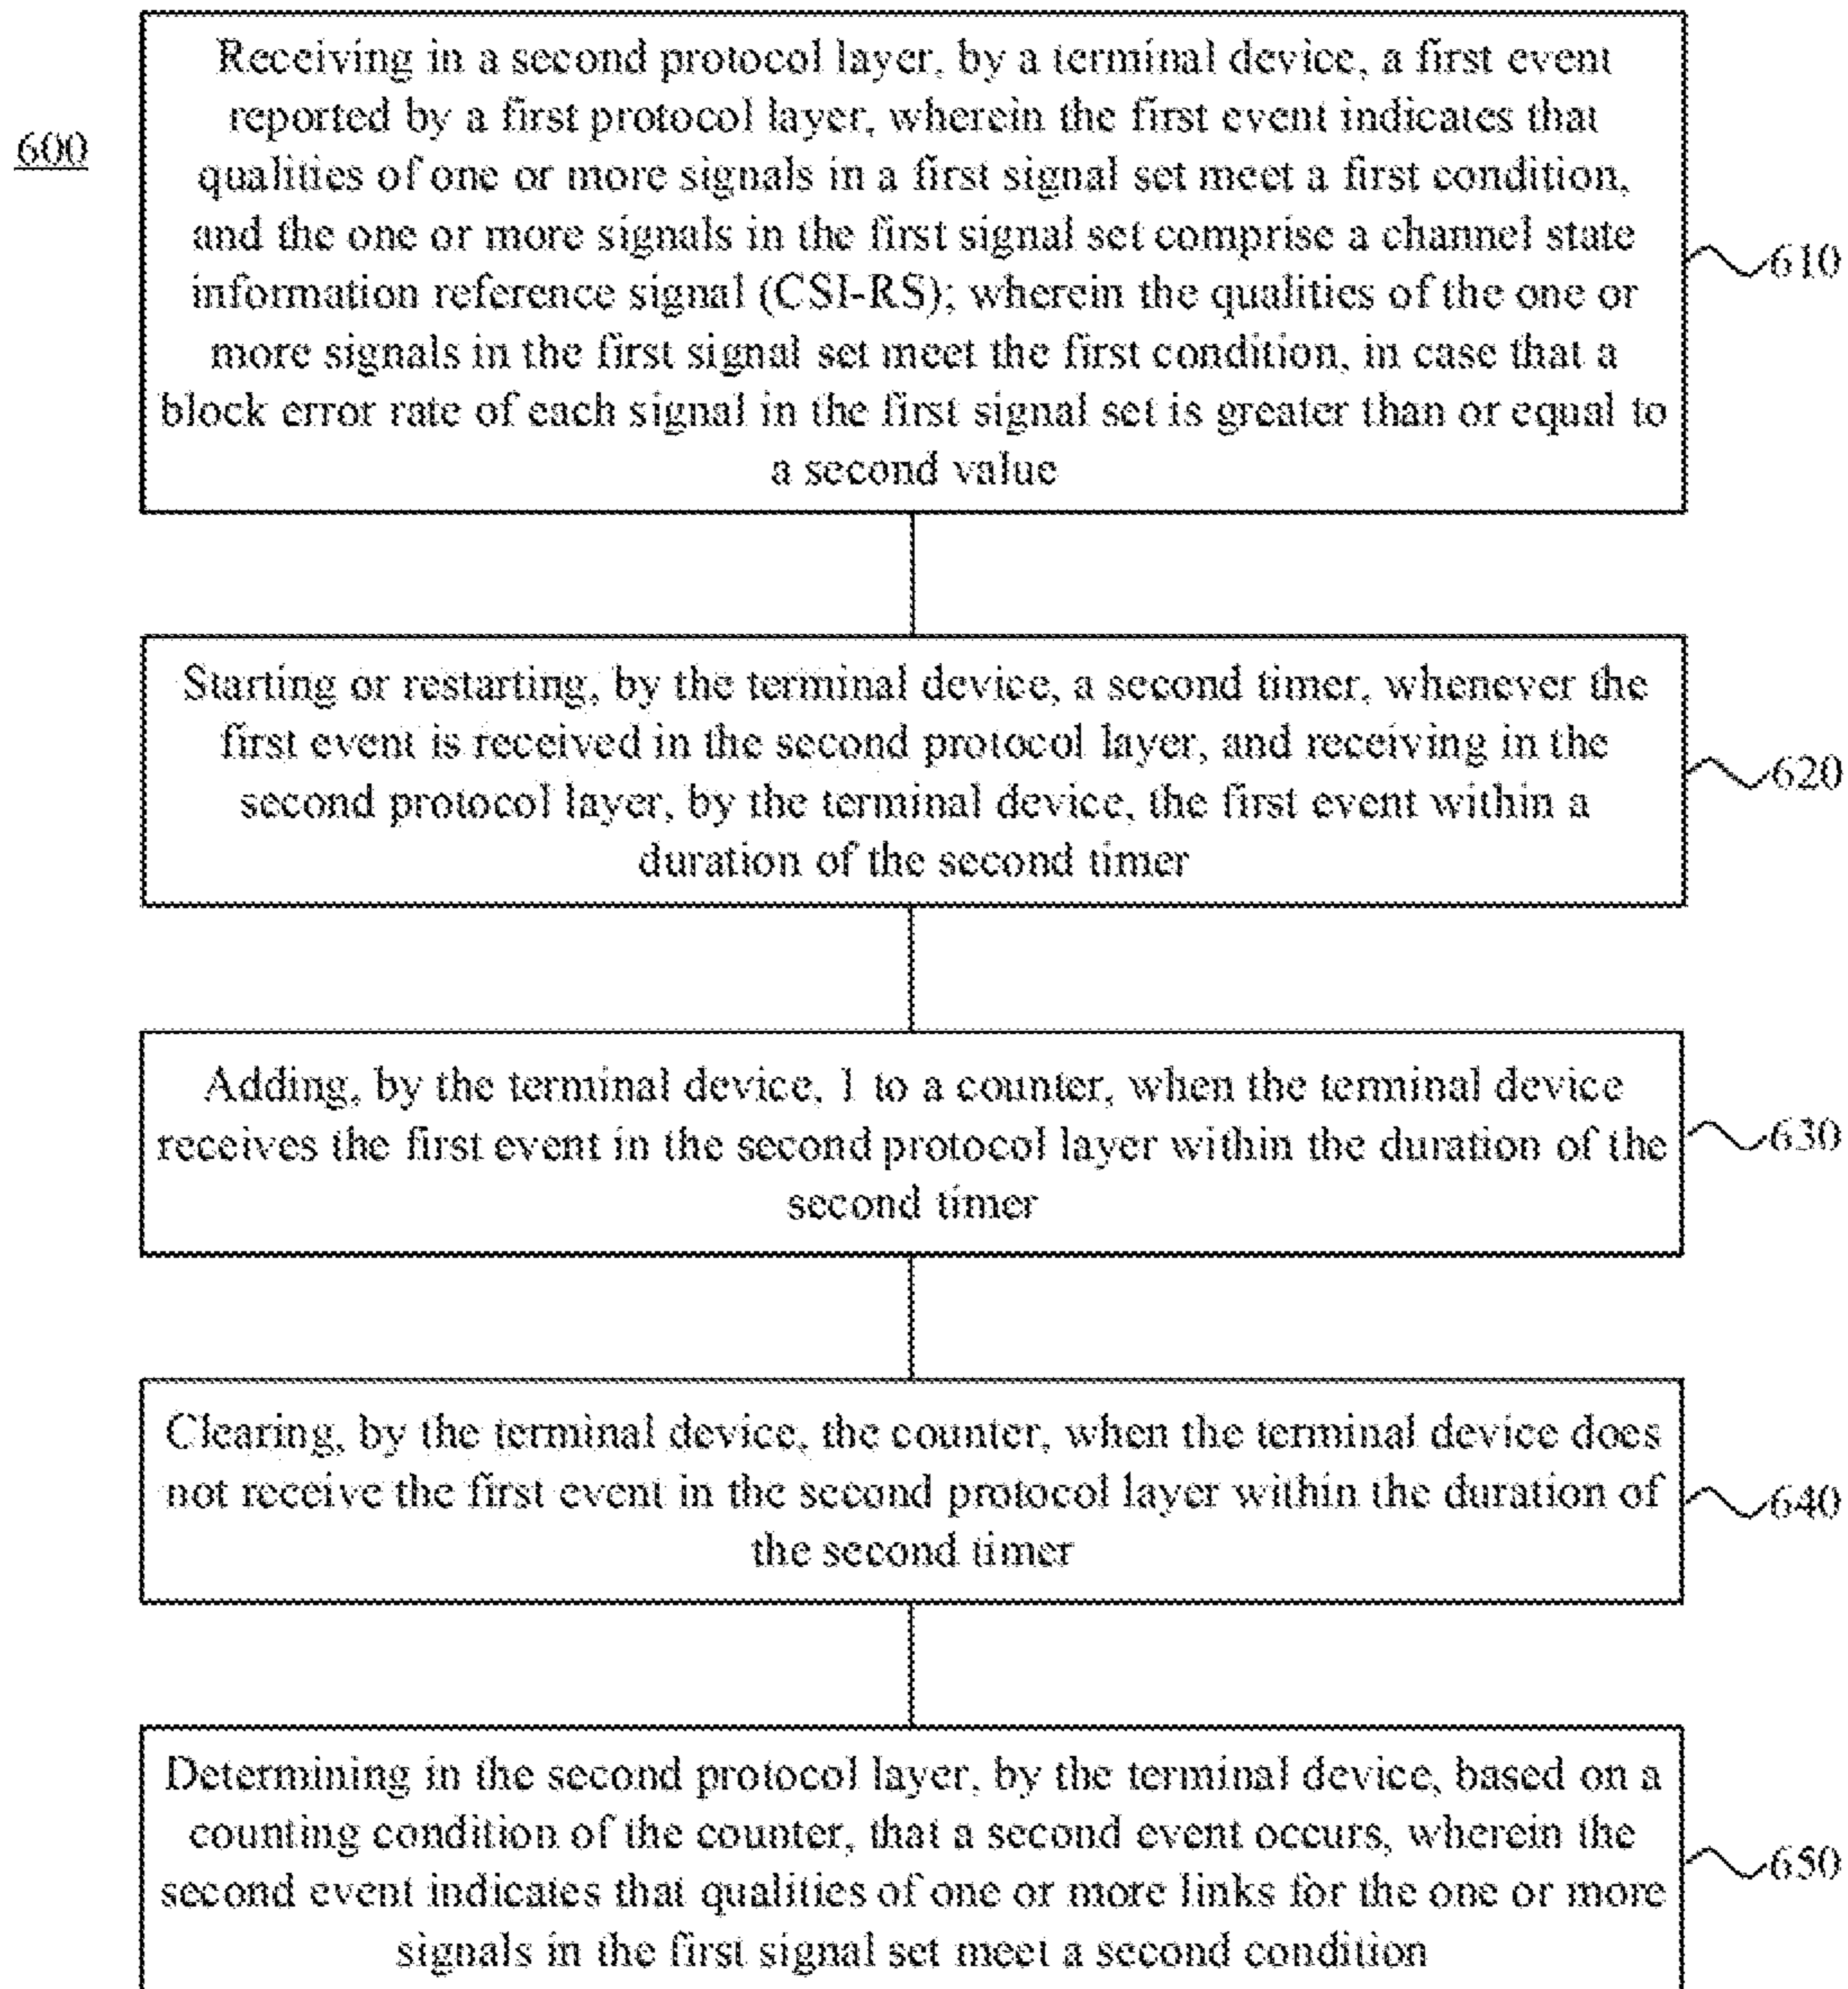 600
Receiving in a second protocol layer, by a terminal device, a first event
reported by a first protocol layer, wherein the first event indicates that
qualities of one or more signals in a first signal set meet a first condition,
and the one or more signals in the first signal set comprise a channel state
information reference signal (CSI-RS); wherein the qualities of the one or
more signals in the first signal set meet the first condition, in case that a
block error rate of each signal in the first signal set is greater than or equal to
a second value
610
Starting or restarting, by the terminal device, a second timer, whenever the
first event is received in the second protocol layer, and receiving in the
second protocol layer, by the terminal device, the first event within a
duration of the second timer
620
Adding, by the terminal device, 1 to a counter, when the terminal device
receives the first event in the second protocol layer within the duration of the
second timer
630
Clearing, by the terminal device, the counter, when the terminal device does
not receive the first event in the second protocol layer within the duration of
the second timer
640
Determining in the second protocol layer, by the terminal device, based on a
counting condition of the counter, that a second event occurs, wherein the
second event indicates that qualities of one or more links for the one or more
signals in the first signal set meet a second condition
650